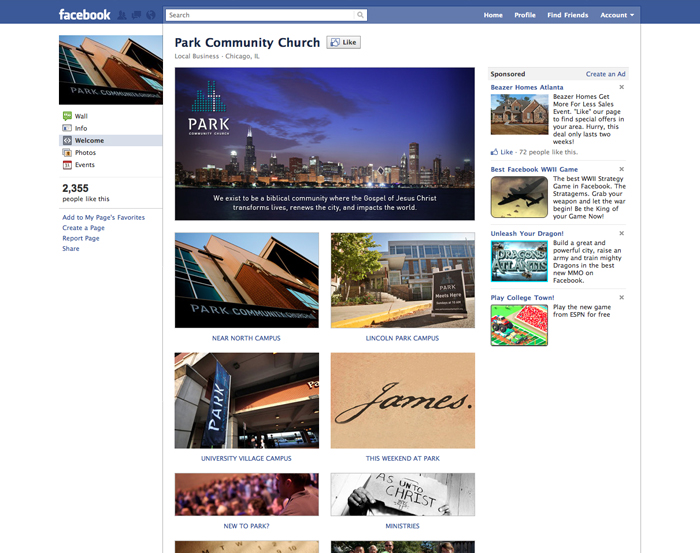 facebook
Search
Home Profile Find Friends Account
PARK COMMUNITY CHURCH
Wall
Info
Welcome
Photos
Events
2,355
people like this
Add to My Page's Favorites
Create a Page
Report Page
Share
Park Community Church
Like
Local Business · Chicago, IL
PARK
COMMUNITY CHURCH
We exist to be a biblical community where the Gospel of Jesus Christ
transforms lives, renews the city, and impacts the world.
PARK COMMUNITY CHURCH
PARK
Meets Here
NEAR NORTH CAMPUS
LINCOLN PARK CAMPUS
PARK
James.
UNIVERSITY VILLAGE CAMPUS
THIS WEEKEND AT PARK
AS UNTO
CHRIST
NEW TO PARK?
MINISTRIES
Sponsored
Create an Ad
Beazer Homes Atlanta
Beazer Homes Get
More For Less Sales
Event. "Like" our page
to find special offers in
your area. Hurry, this
deal only lasts two
weeks!
Like · 72 people like this.
Best Facebook WWII Game
The best WWII Strategy
Game in Facebook. The
Stratagems. Grab your
weapon and let the war
begin! Be the King of
your Game Now!
Unleash Your Dragon!
DRAGONS
OF
ATLANTIS
Build a great and
powerful city, raise an
army and train mighty
Dragons in the best
new MMO on
Facebook.
Play College Town!
Play the new game
from ESPN for free